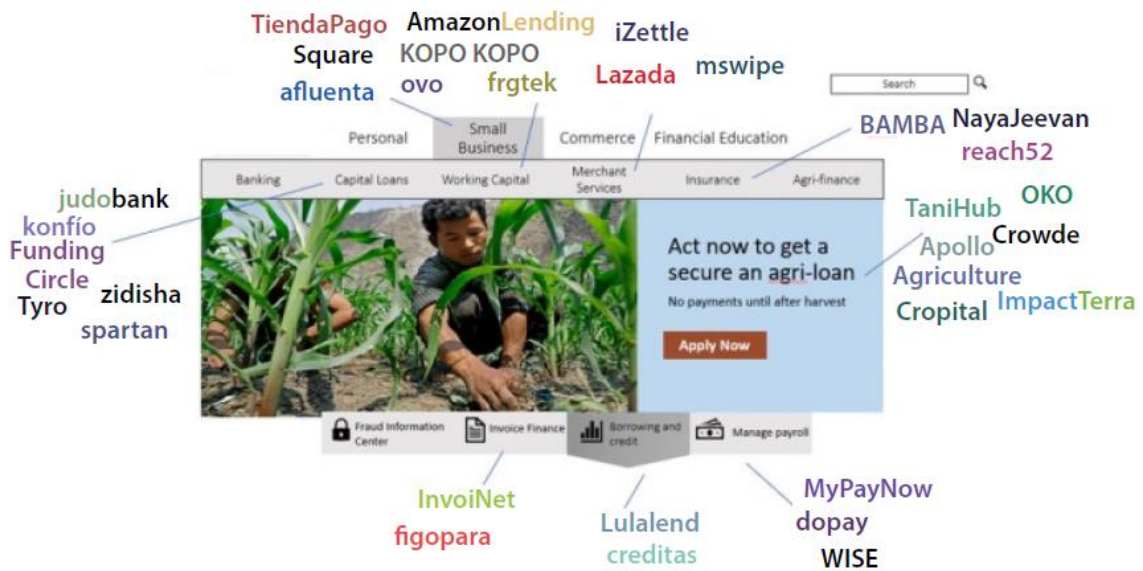 TiendaPago
AmazonLending
iZettle
Square
KOPO KOPO
Lazada
mswipe
afluenta
ovo
frgtek
Search
Personal
Small
Business
Commerce
Financial Education
BAMBA
NayaJeevan
reach52
Banking
Capital Loans
Working Capital
Merchant
Services
Insurance
Agri-finance
judobank
konfío
Funding
Circle
Tyro
zidisha
spartan
Act now to get a
secure an agri-loan
No payments until after harvest
Apply Now
TaniHub
OKO
Apollo
Agriculture
Crowde
Cropital
ImpactTerra
Fraud Information
Center
Invoice Finance
Borrowing and
credit
Manage payroll
InvoiNet
figopara
Lulalend
creditas
MyPayNow
dopay
WISE